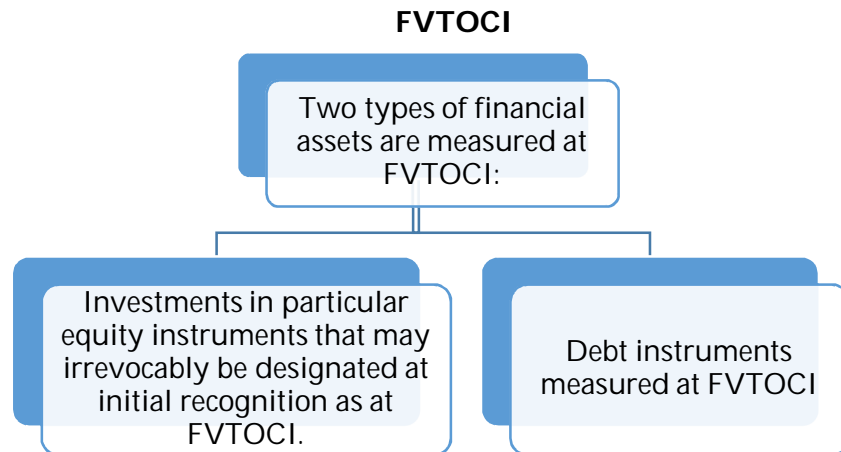 FVTOCI
Two types of financial
assets are measured at
FVTOCI:
Investments in particular
equity instruments that may
irrevocably be designated at
initial recognition as at
FVTOCI.
Debt instruments
measured at FVTOCI